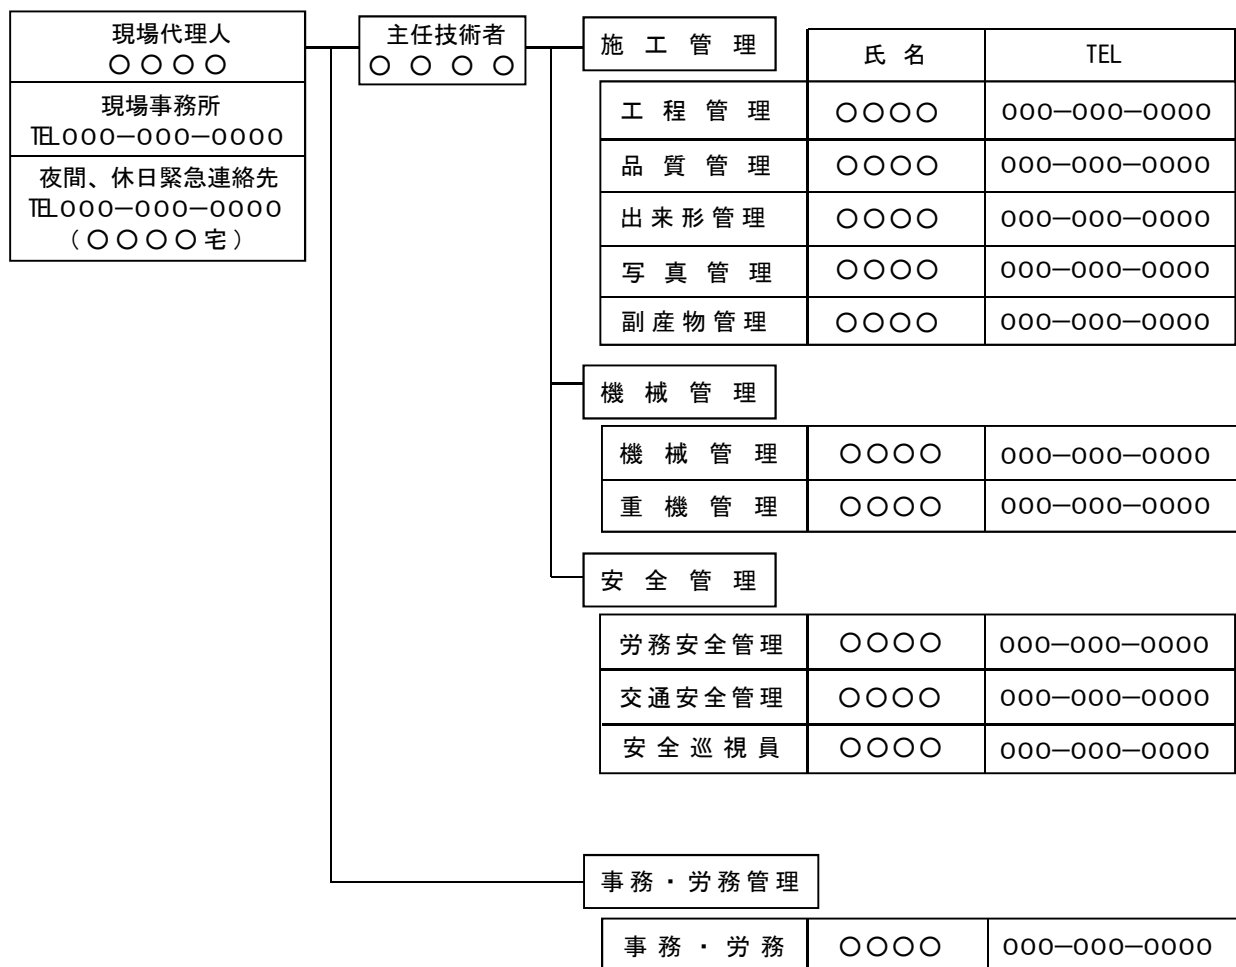 現場代理人
○○○○
現場事務所
TEL000-000-0000
夜間、休日緊急連絡先
TEL000-000-0000
(○○○○宅)
主任技術者
○○○○
施工管理
氏名 TEL
工程管理 ○○○○ 000-000-0000
品質管理 ○○○○ 000-000-0000
出来形管理 ○○○○ 000-000-0000
写真管理 ○○○○ 000-000-0000
副産物管理 ○○○○ 000-000-0000
機械管理
機械管理 ○○○○ 000-000-0000
重機管理 ○○○○ 000-000-0000
安全管理
労務安全管理 ○○○○ 000-000-0000
交通安全管理 ○○○○ 000-000-0000
安全巡視員 ○○○○ 000-000-0000
事務・労務管理
事務・労務 ○○○○ 000-000-0000